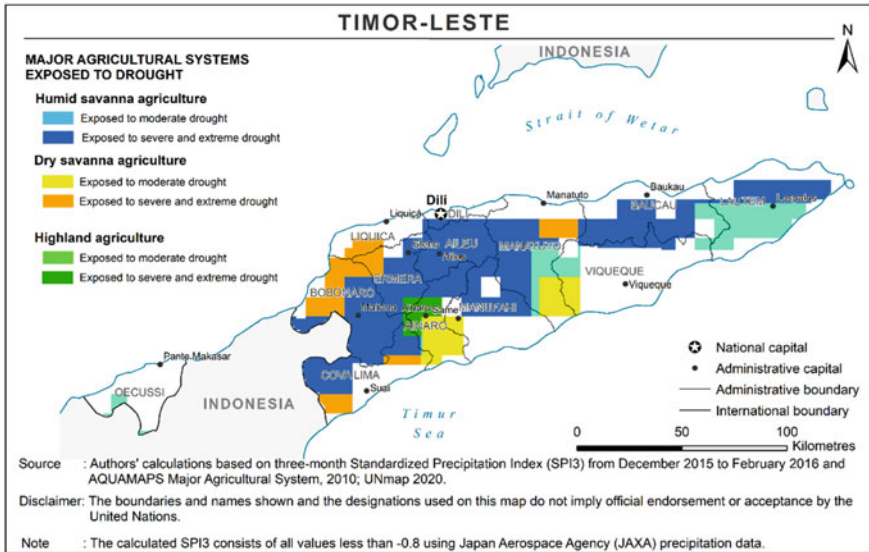 TIMOR-LESTE
N
INDONESIA
MAJOR AGRICULTURAL SYSTEMS
EXPOSED TO DROUGHT
Humid savanna agriculture
Exposed to moderate drought
Exposed to severe and extreme drought
Dry savanna agriculture
Exposed to moderate drought
Exposed to severe and extreme drought
Highland agriculture
Exposed to moderate drought
Exposed to severe and extreme drought
Strait of Wetar
Dili
DILI
Liquiçá
LIQUICA
Manatuto
MANATUTO
Baukau
BAUCAU
LAUTEM
AILEU
ERMERA
BOBONARO
Maliana
AINARO
Same
MANUFAHI
VIQUEQUE
Viqueque
Pante Makasar
OECUSSI
COVA LIMA
Suai
INDONESIA
Timur
Sea
National capital
Administrative capital
Administrative boundary
International boundary
0 50 100
Kilometres
Source : Authors' calculations based on three-month Standardized Precipitation Index (SPI3) from December 2015 to February 2016 and
AQUAMAPS Major Agricultural System, 2010; UNmap 2020.
Disclaimer: The boundaries and names shown and the designations used on this map do not imply official endorsement or acceptance by the
United Nations.
Note : The calculated SPI3 consists of all values less than -0.8 using Japan Aerospace Agency (JAXA) precipitation data.